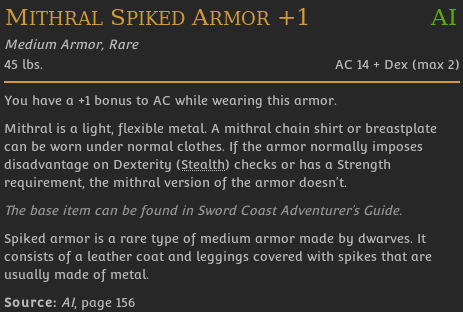 MITHRAL SPIKED ARMOR +1 AI
Medium Armor, Rare
45 lbs. AC 14 + Dex (max 2)
You have a +1 bonus to AC while wearing this armor.
Mithral is a light, flexible metal. A mithral chain shirt or breastplate
can be worn under normal clothes. If the armor normally imposes
disadvantage on Dexterity (Stealth) checks or has a Strength
requirement, the mithral version of the armor doesn't.
The base item can be found in Sword Coast Adventurer's Guide.
Spiked armor is a rare type of medium armor made by dwarves. It
consists of a leather coat and leggings covered with spikes that are
usually made of metal.
Source: AI, page 156